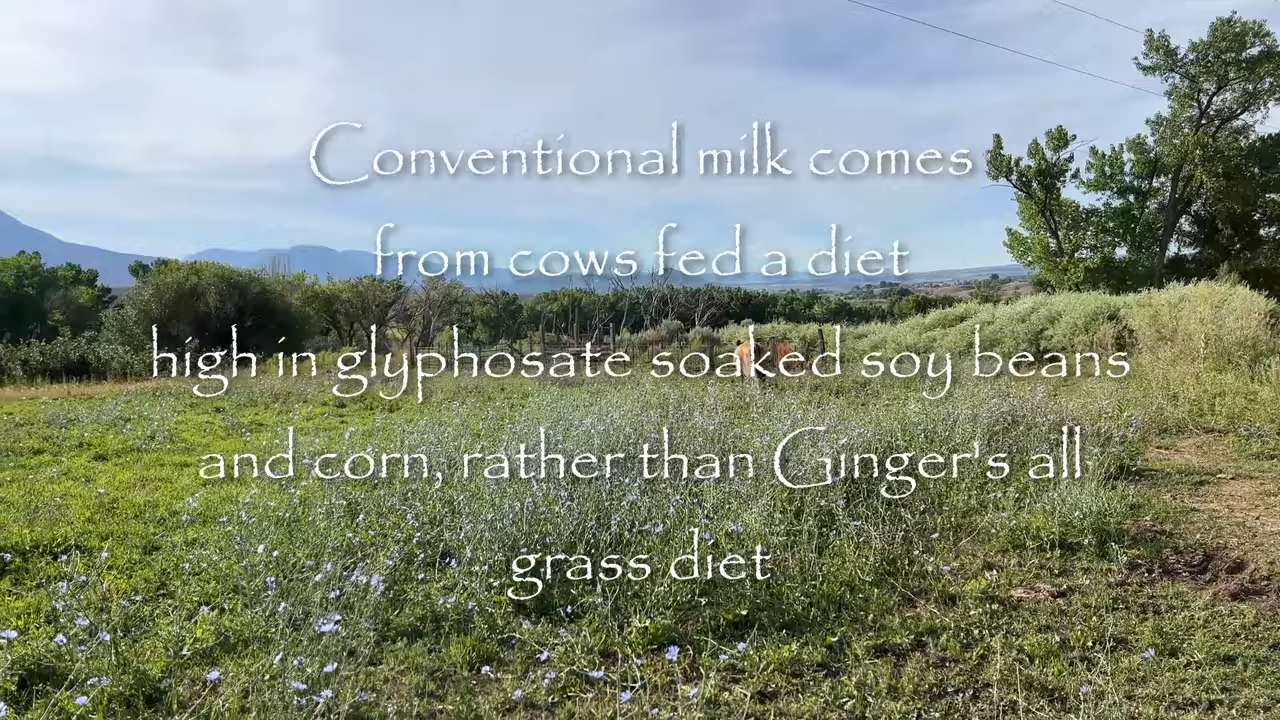 Conventional milk comes
from cows fed a diet
high in glyphosate soaked soy beans
and corn, rather than Ginger's all
grass diet